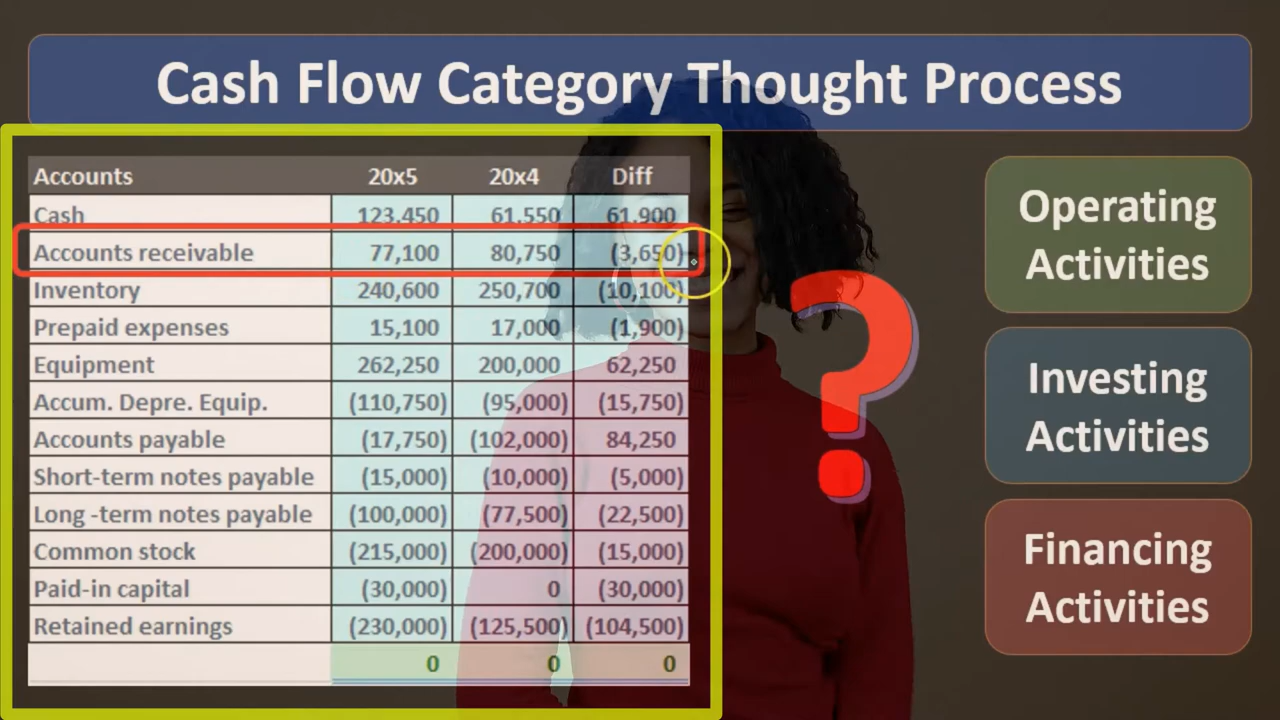 Cash Flow Category Thought Process
Accounts 20x5 20x4 Diff
Cash 123,450 61,550 61,900
Accounts receivable 77,100 80,750 (3,650)
Inventory 240,600 250,700 (10,100)
Prepaid expenses 15,100 17,000 (1,900)
Equipment 262,250 200,000 62,250
Accum. Depre. Equip. (110,750) (95,000) (15,750)
Accounts payable (17,750) (102,000) 84,250
Short-term notes payable (15,000) (10,000) (5,000)
Long -term notes payable (100,000) (77,500) (22,500)
Common stock (215,000) (200,000) (15,000)
Paid-in capital (30,000) 0 (30,000)
Retained earnings (230,000) (125,500) (104,500)
0 0 0
?
Operating
Activities
Investing
Activities
Financing
Activities